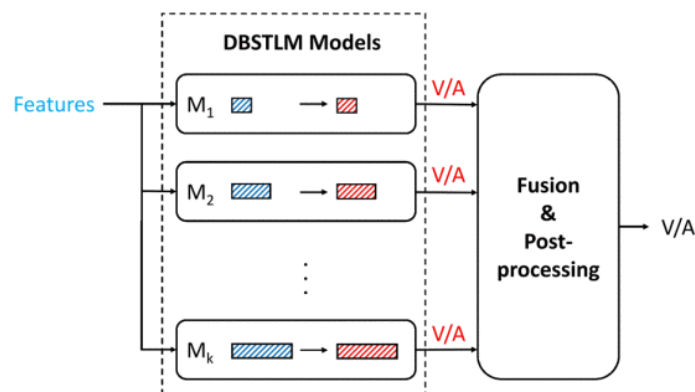 DBSTLM Models
Features
M1
V/A
M2
V/A
Mk
V/A
Fusion
&
Post-
processing
V/A